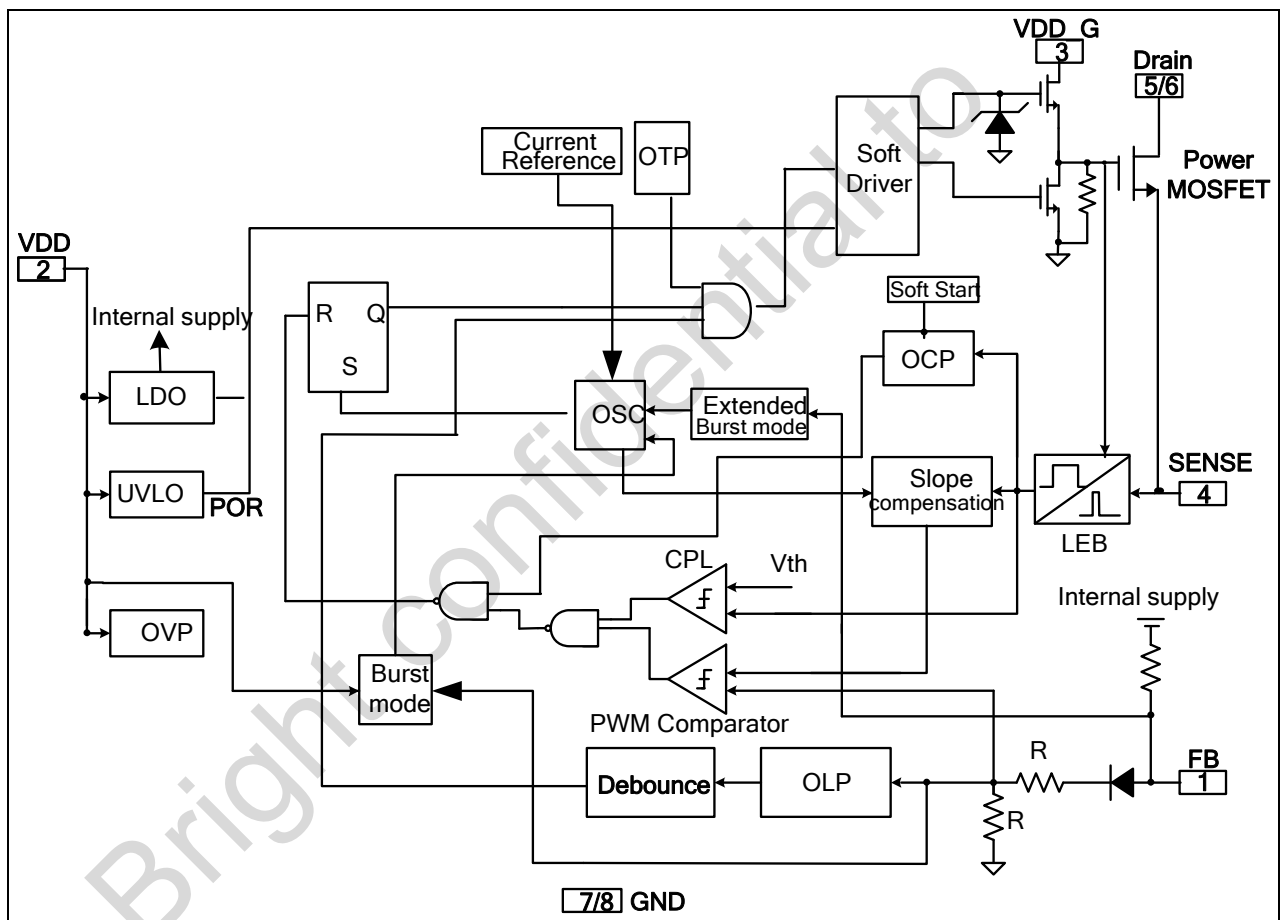 VDD_G
3
Drain
5/6
Current
Reference
OTP
Soft
Driver
Power
MOSFET
VDD
2
Internal supply
R
Q
S
Soft Start
OCP
LDO
OSC
Extended
Burst mode
UVLO
POR
Slope
compensation
SENSE
4
LEB
CPL
Vth
Internal supply
OVP
Burst
mode
PWM Comparator
R
FB
1
Debounce
OLP
R
7/8
GND
Bright confidential to